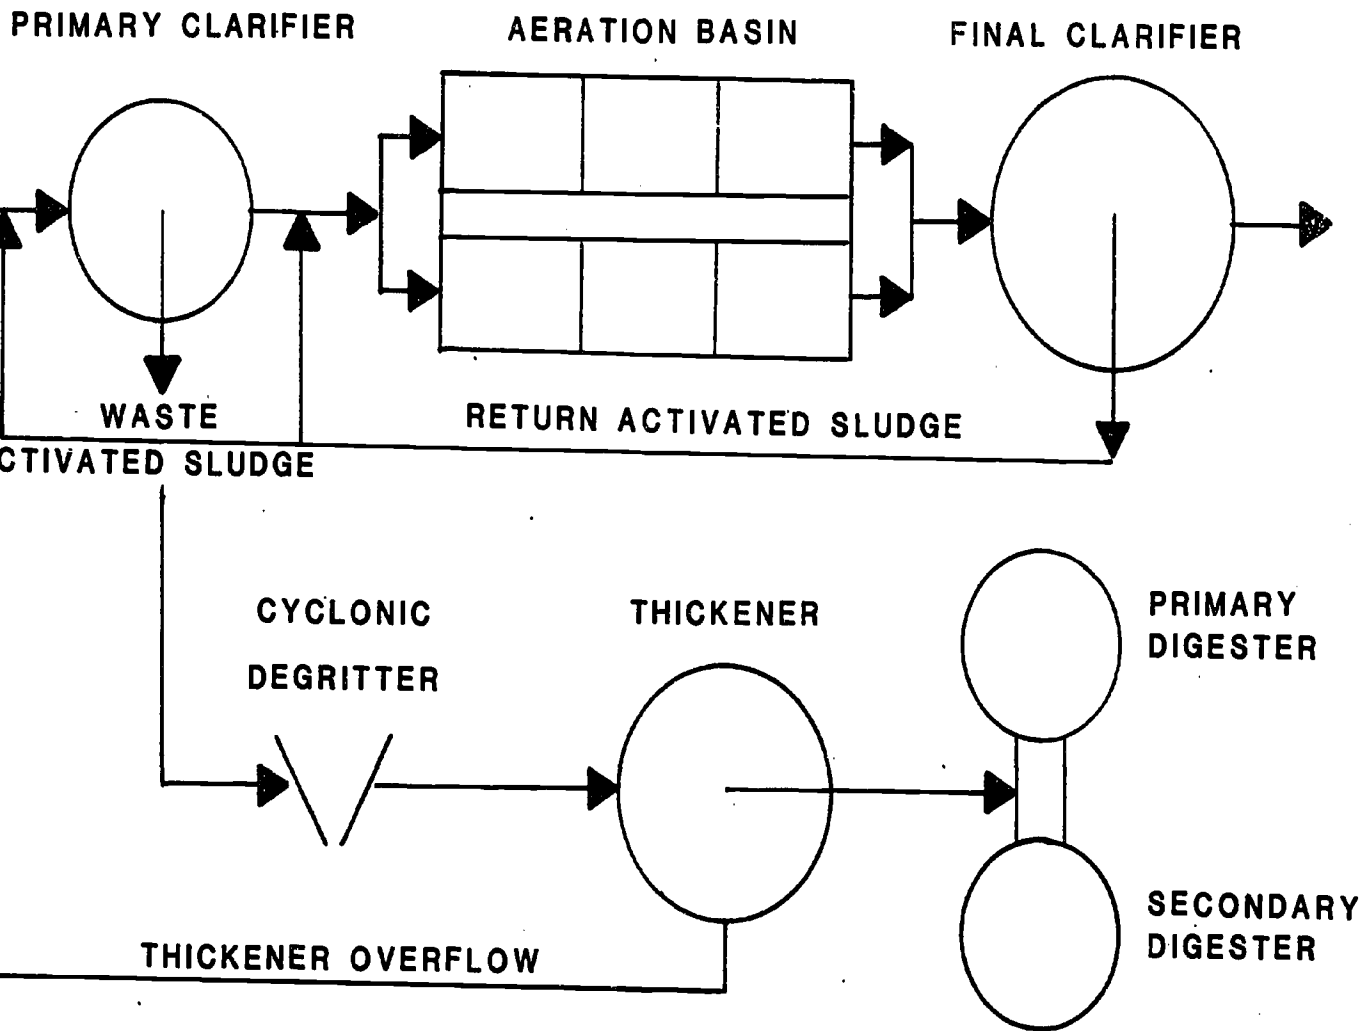 PRIMARY CLARIFIER
AERATION BASIN
FINAL CLARIFIER
WASTE
CTIVATED SLUDGE
RETURN ACTIVATED SLUDGE
CYCLONIC
DEGRITTER
THICKENER
PRIMARY
DIGESTER
SECONDARY
DIGESTER
THICKENER OVERFLOW